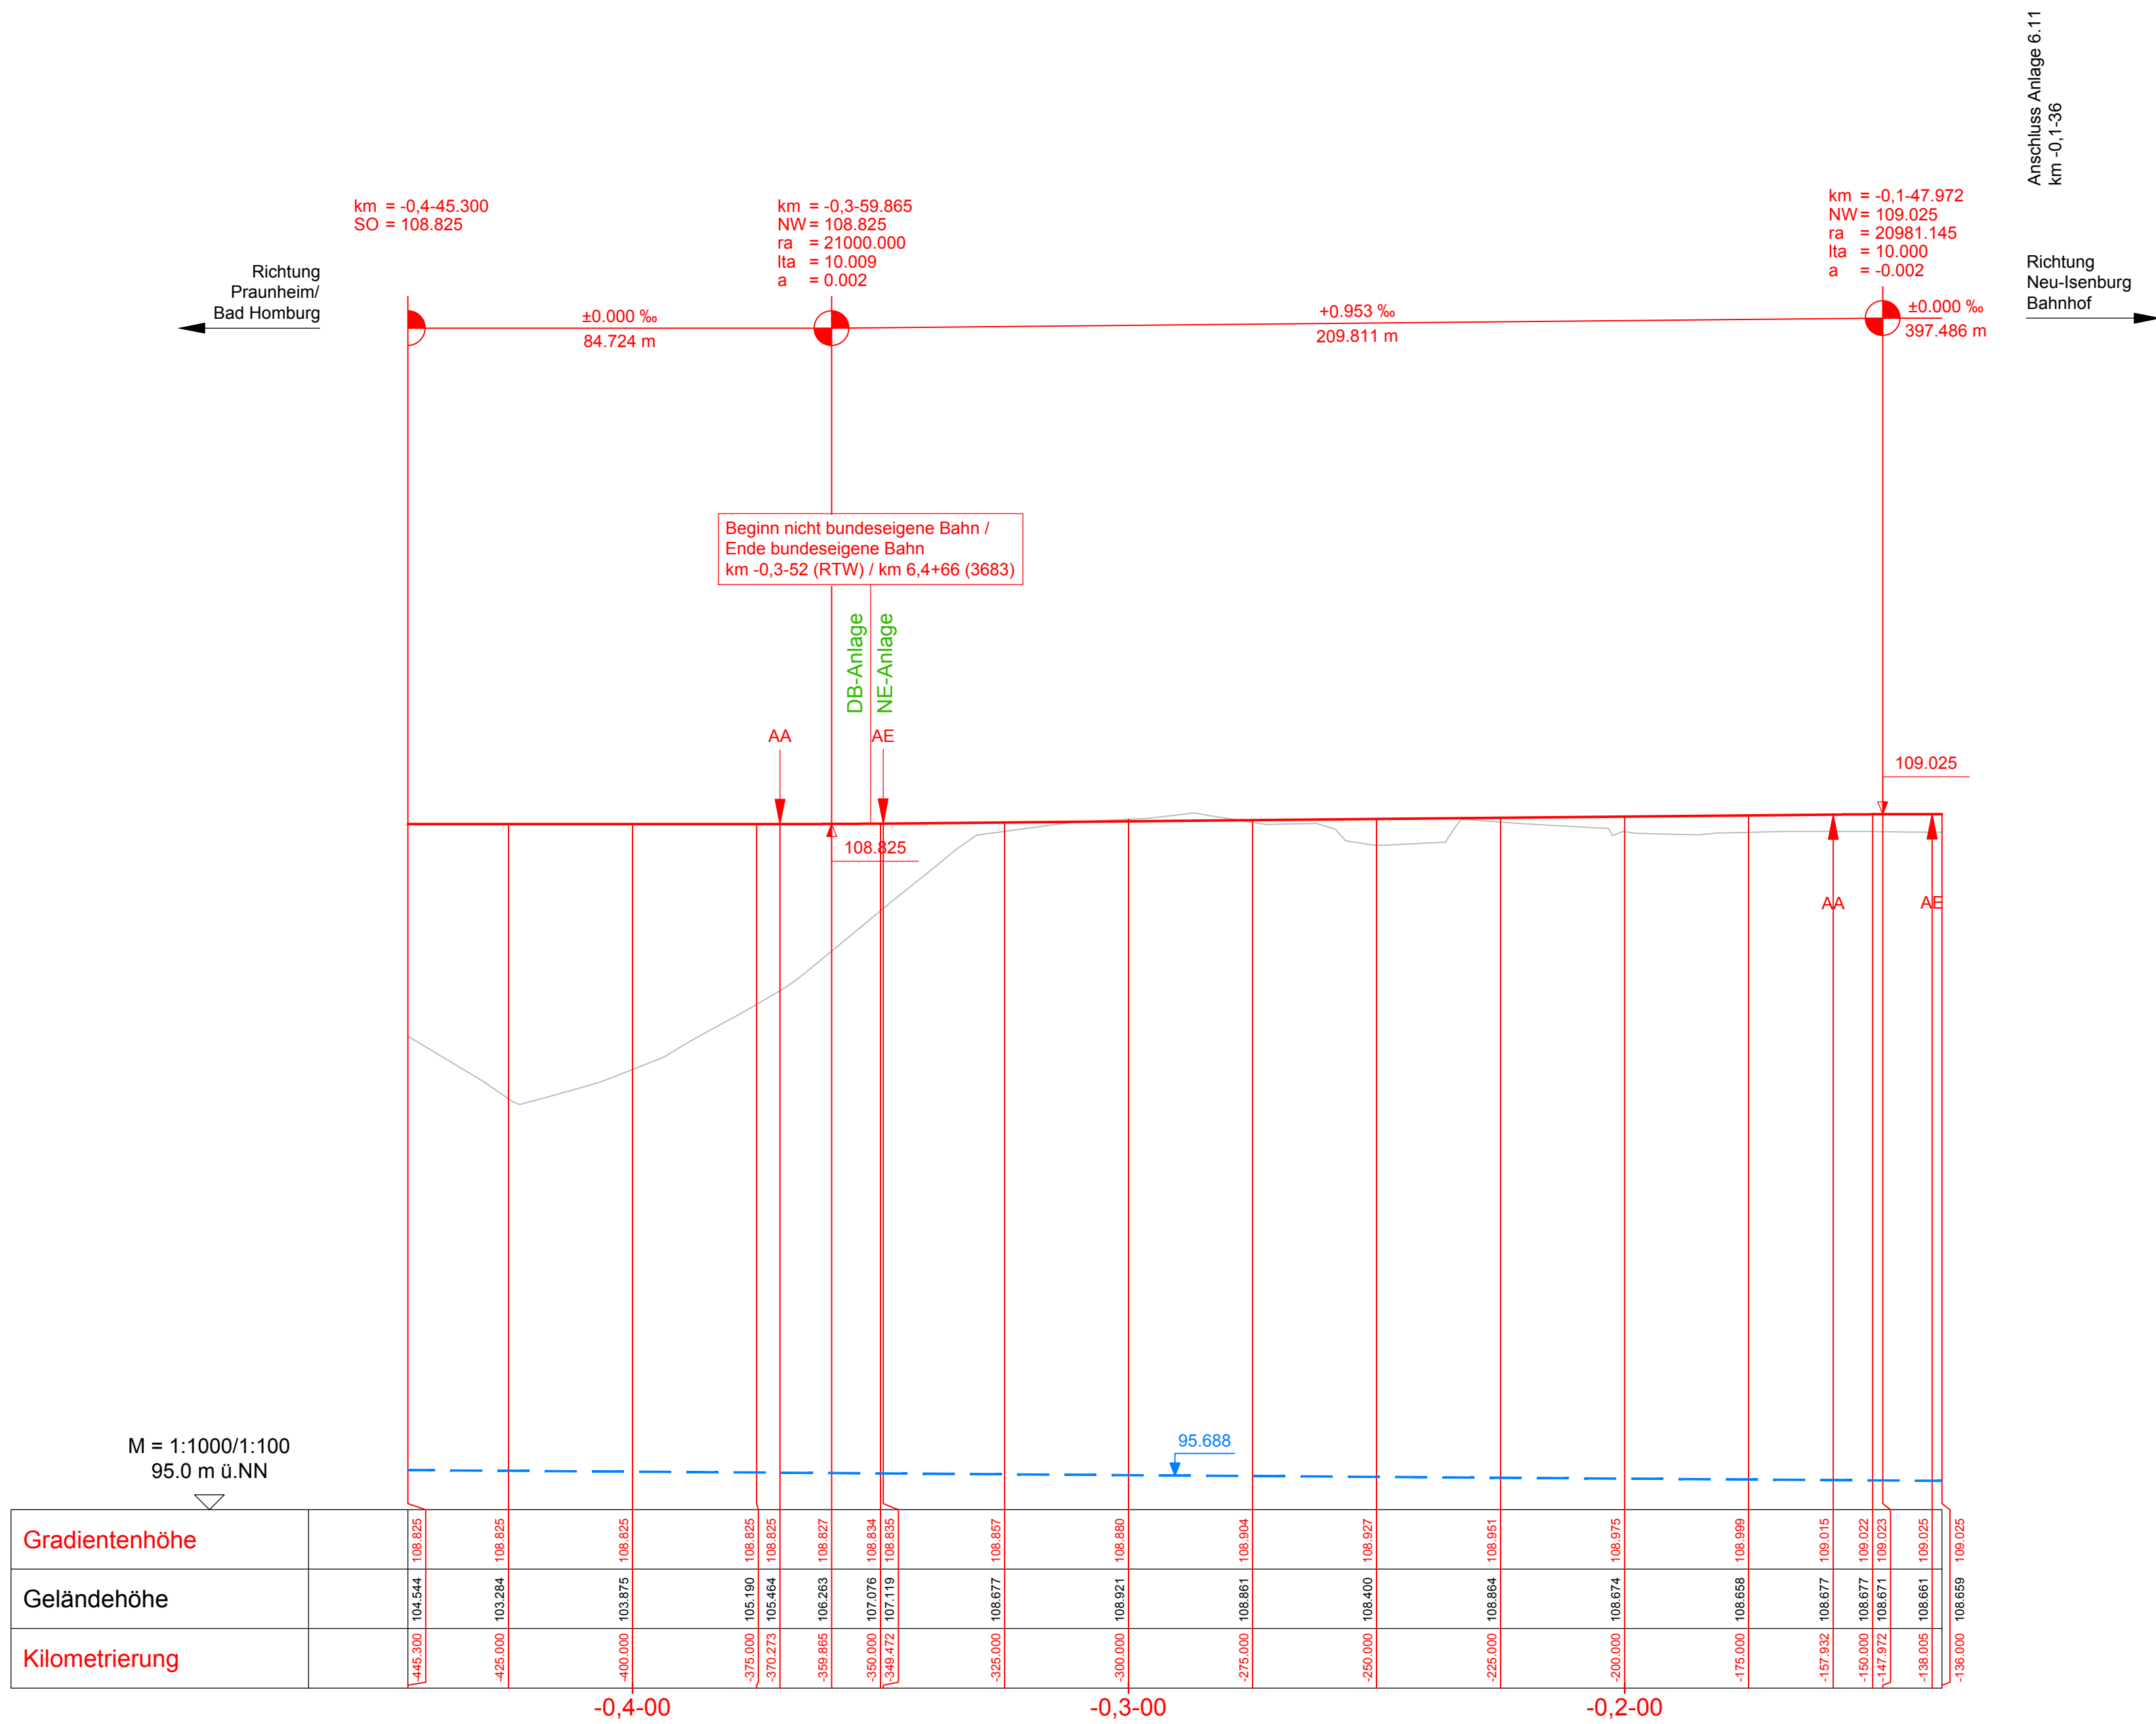 Anschluss Anlage 6.11
km -0,1-36
km = -0,4-45.300
SO = 108.825
km = -0,3-59.865
NW = 108.825
ra = 21000.000
lta = 10.009
a = 0.002
km = -0,1-47.972
NW = 109.025
ra = 20981.145
lta = 10.000
a = -0.002
Richtung
Praunheim/
Bad Homburg
Richtung
Neu-Isenburg
Bahnhof
±0.000 ‰
84.724 m
+0.953 ‰
209.811 m
±0.000 ‰
397.486 m
Beginn nicht bundeseigene Bahn /
Ende bundeseigene Bahn
km -0,3-52 (RTW) / km 6,4+66 (3683)
DB-Anlage
NE-Anlage
AA
AE
109.025
108.825
AA
AE
95.688
M = 1:1000/1:100
95.0 m ü.NN
Gradientenhöhe
108.825 108.825 108.825 108.825 108.825 108.827 108.834 108.835 108.857 108.880 108.904 108.927 108.951 108.975 108.999 109.015 109.022 109.023 109.025 109.025
Geländehöhe
104.544 103.284 103.875 105.190 105.464 106.263 107.076 107.119 108.677 108.921 108.861 108.400 108.864 108.674 108.658 108.677 108.677 108.671 108.661 108.659
Kilometrierung
-445.300 -425.000 -400.000 -375.000 -370.273 -359.865 -350.000 -349.472 -325.000 -300.000 -275.000 -250.000 -225.000 -200.000 -175.000 -157.932 -150.000 -147.972 -138.005 -136.000
-0,4-00
-0,3-00
-0,2-00